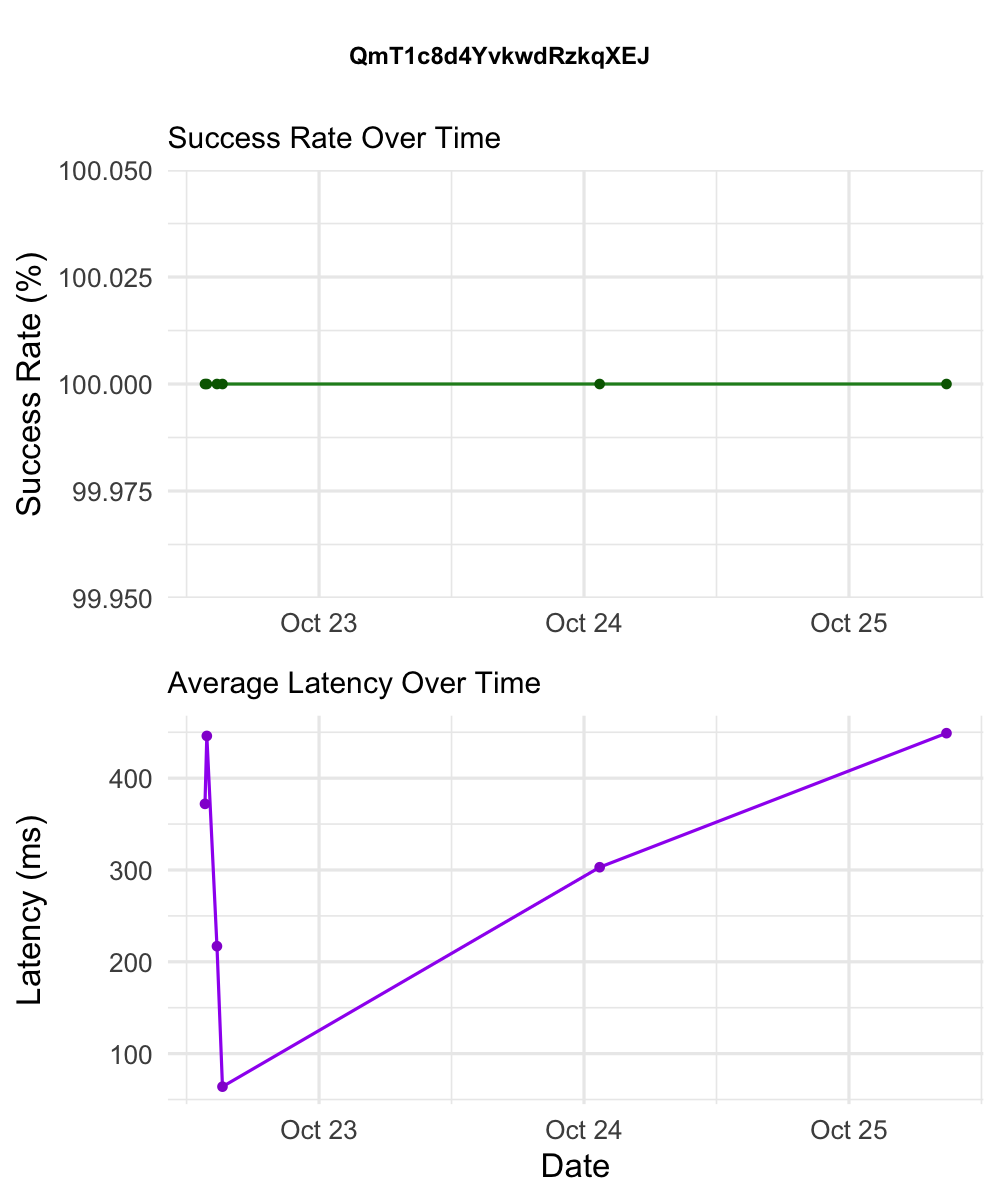 QmT1c8d4YvkwdRzkqXEJ
Success Rate Over Time
100.050
100.025
100.000
99.975
99.950
Success Rate (%)
Oct 23 Oct 24 Oct 25
Average Latency Over Time
400
300
200
100
Latency (ms)
Oct 23 Oct 24 Oct 25
Date